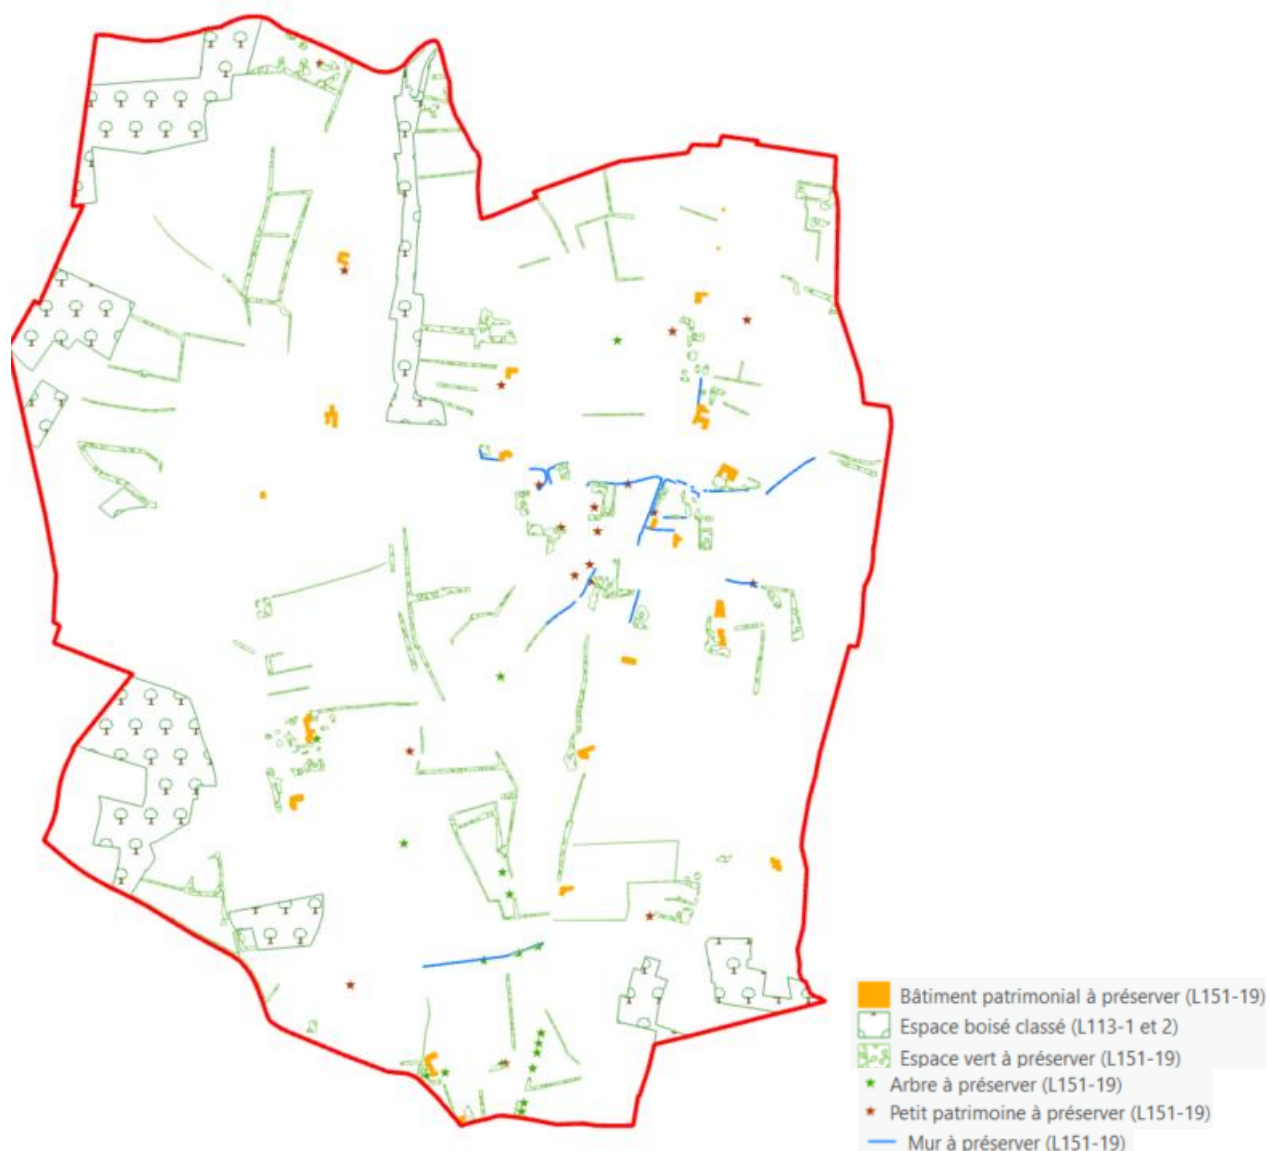 Bâtiment patrimonial à préserver (L151-19)
Espace boisé classé (L113-1 et 2)
Espace vert à préserver (L151-19)
Arbre à préserver (L151-19)
Petit patrimoine à préserver (L151-19)
Mur à préserver (L151-19)